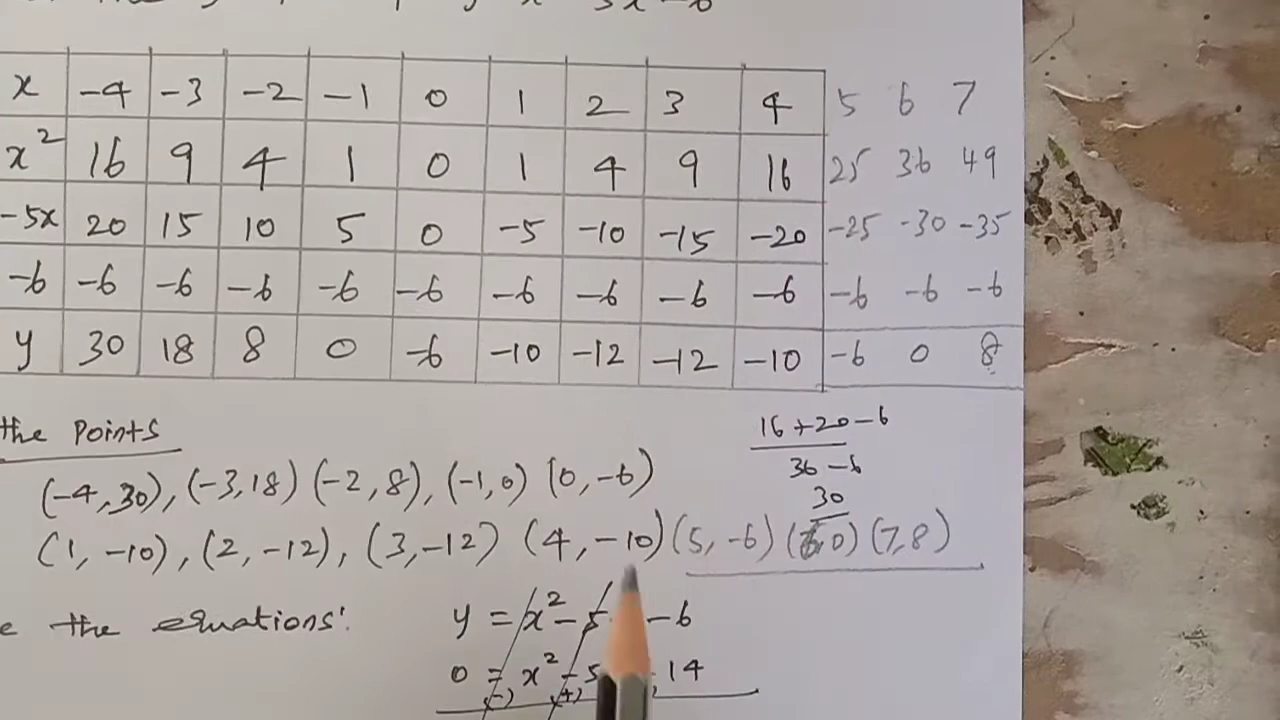 x -4 -3 -2 -1 0 1 2 3 4 5 6 7
x² 16 9 4 1 0 1 4 9 16 25 36 49
-5x 20 15 10 5 0 -5 -10 -15 -20 -25 -30 -35
-6 -6 -6 -6 -6 -6 -6 -6 -6 -6 -6 -6 -6
y 30 18 8 0 -6 -10 -12 -12 -10 -6 0 8
the Points
16+20-6
36-6
30
(-4,30), (-3,18) (-2,8), (-1,0) (0,-6)
(1,-10), (2,-12), (3,-12) (4,-10) (5,-6) (6,0) (7,8)
the equations:
y = x² - 5 - 6
0 = x² - 5 14
(-) (+)